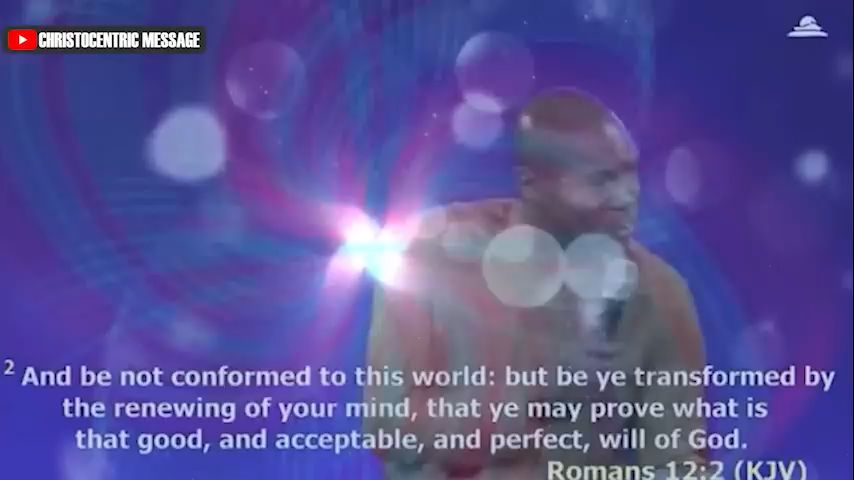 CHRISTOCENTRIC MESSAGE
2 And be not conformed to this world: but be ye transformed by
the renewing of your mind, that ye may prove what is
that good, and acceptable, and perfect, will of God.
Romans 12:2 (KJV)